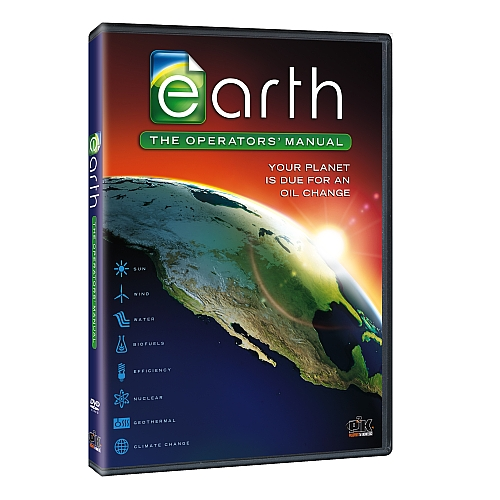 earth
THE OPERATORS' MANUAL
YOUR PLANET
IS DUE FOR AN
OIL CHANGE
SUN
WIND
WATER
BIOFUELS
EFFICIENCY
NUCLEAR
GEOTHERMAL
CLIMATE CHANGE
earth
THE OPERATORS' MANUAL
DVD